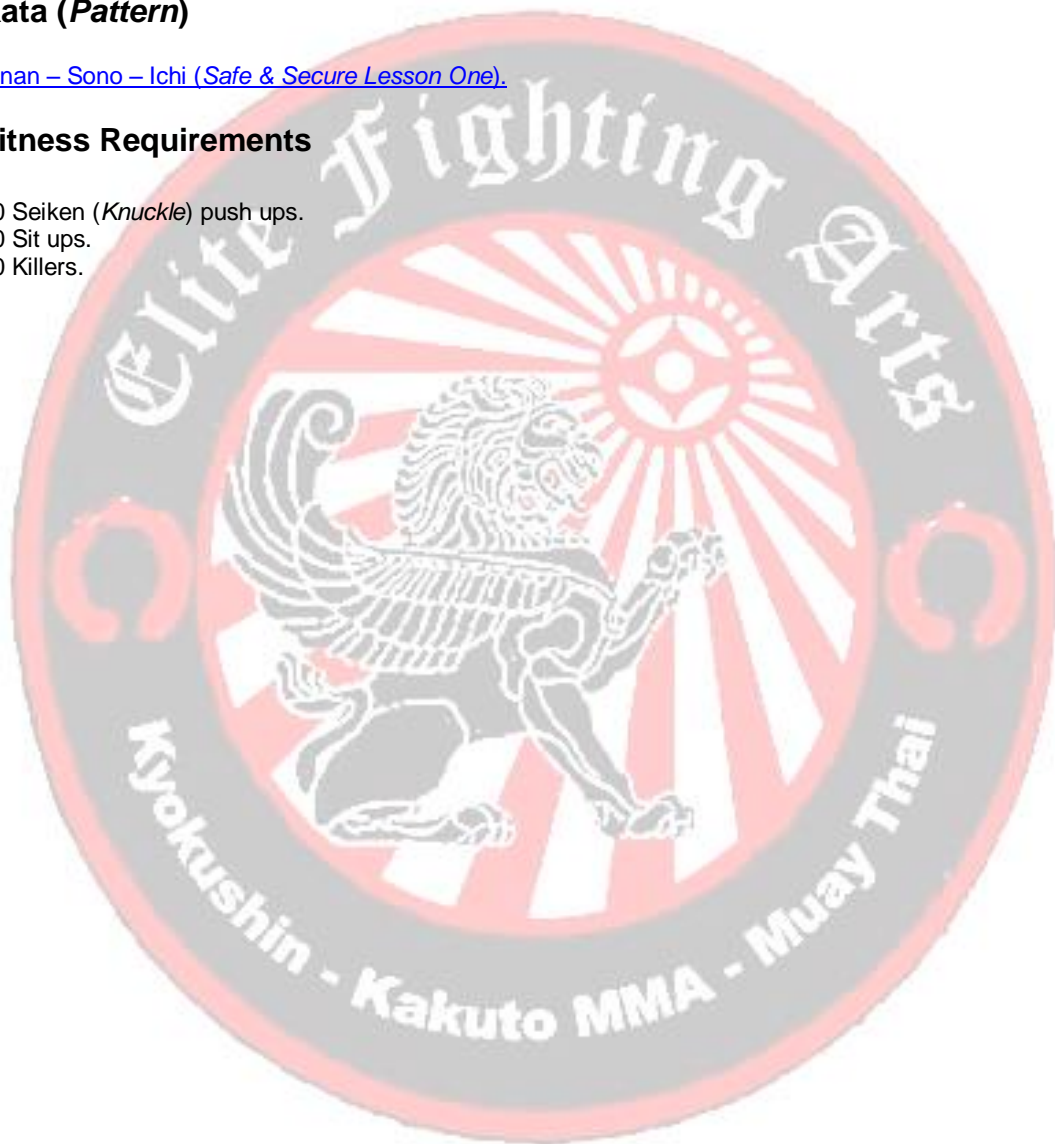 ata (Pattern)
nan – Sono – Ichi (Safe & Secure Lesson One).
itness Requirements
0 Seiken (Knuckle) push ups.
0 Sit ups.
0 Killers.
Elite Fighting Arts
Kyokushin - Kakuto MMA - Muay Thai